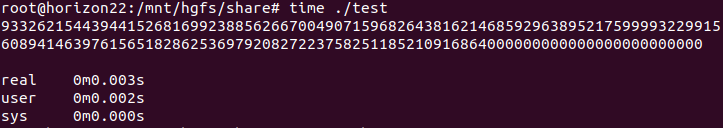 root@horizon22:/mnt/hgfs/share# time ./test
93326215443944152681699238856266700490715968264381621468592963895217599993229915
608941463976156518286253697920827223758251185210916864000000000000000000000000

real    0m0.003s
user    0m0.002s
sys     0m0.000s